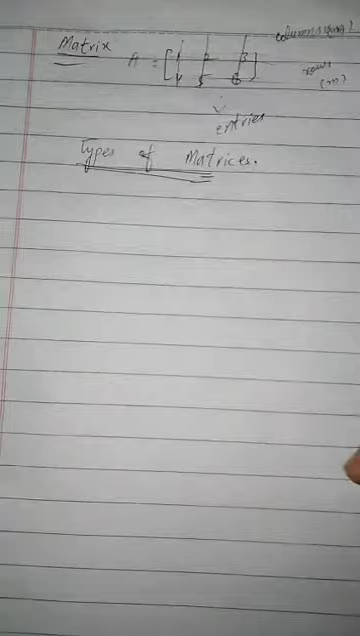 columns (n)
Matrix A = [1 2 3
4 5 6]
rows (m)
entries
Types of Matrices.